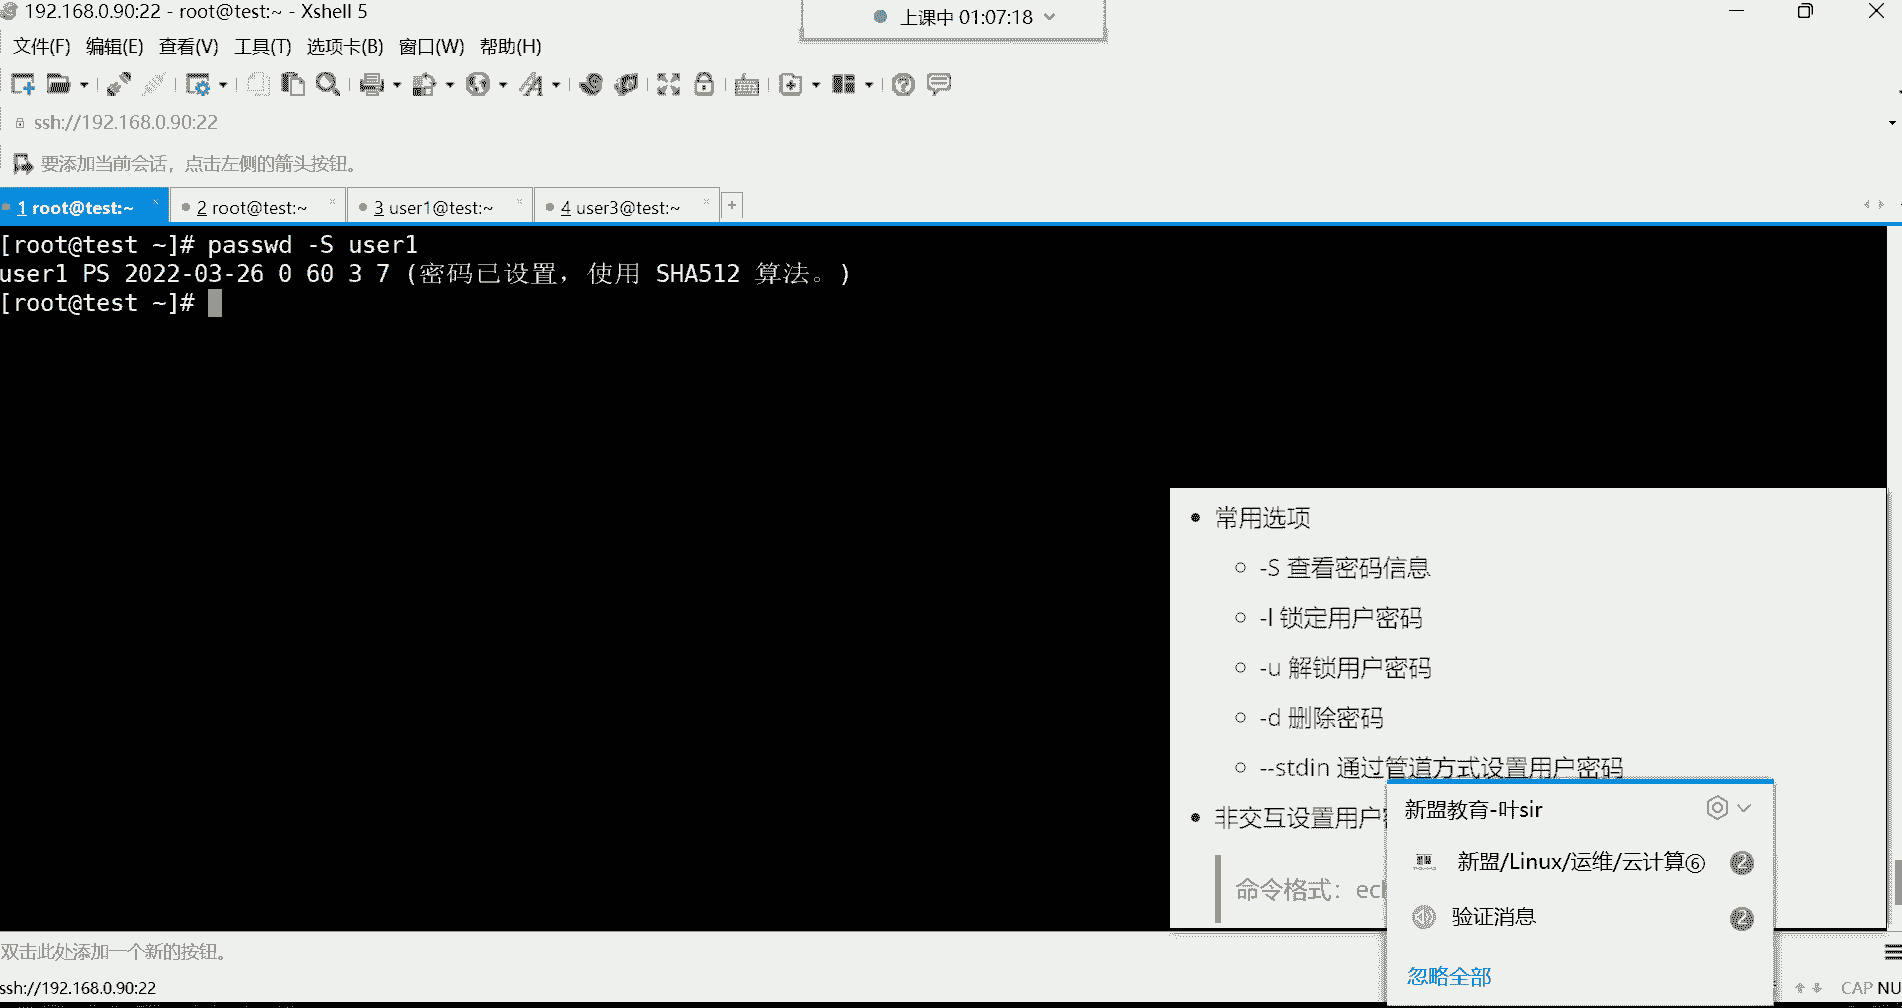 192.168.0.90:22 - root@test:~ - Xshell 5
上课中 01:07:18
文件(F) 编辑(E) 查看(V) 工具(T) 选项卡(B) 窗口(W) 帮助(H)
ssh://192.168.0.90:22
要添加当前会话，点击左侧的箭头按钮。
1 root@test:~ 2 root@test:~ 3 user1@test:~ 4 user3@test:~
[root@test ~]# passwd -S user1
user1 PS 2022-03-26 0 60 3 7 (密码已设置，使用 SHA512 算法。)
[root@test ~]#
常用选项
-S 查看密码信息
-l 锁定用户密码
-u 解锁用户密码
-d 删除密码
--stdin 通过管道方式设置用户密码
非交互设置用户
命令格式：
新盟教育-叶sir
新盟/Linux/运维/云计算⑥ 2
验证消息 2
忽略全部
双击此处添加一个新的按钮。
ssh://192.168.0.90:22
CAP NU